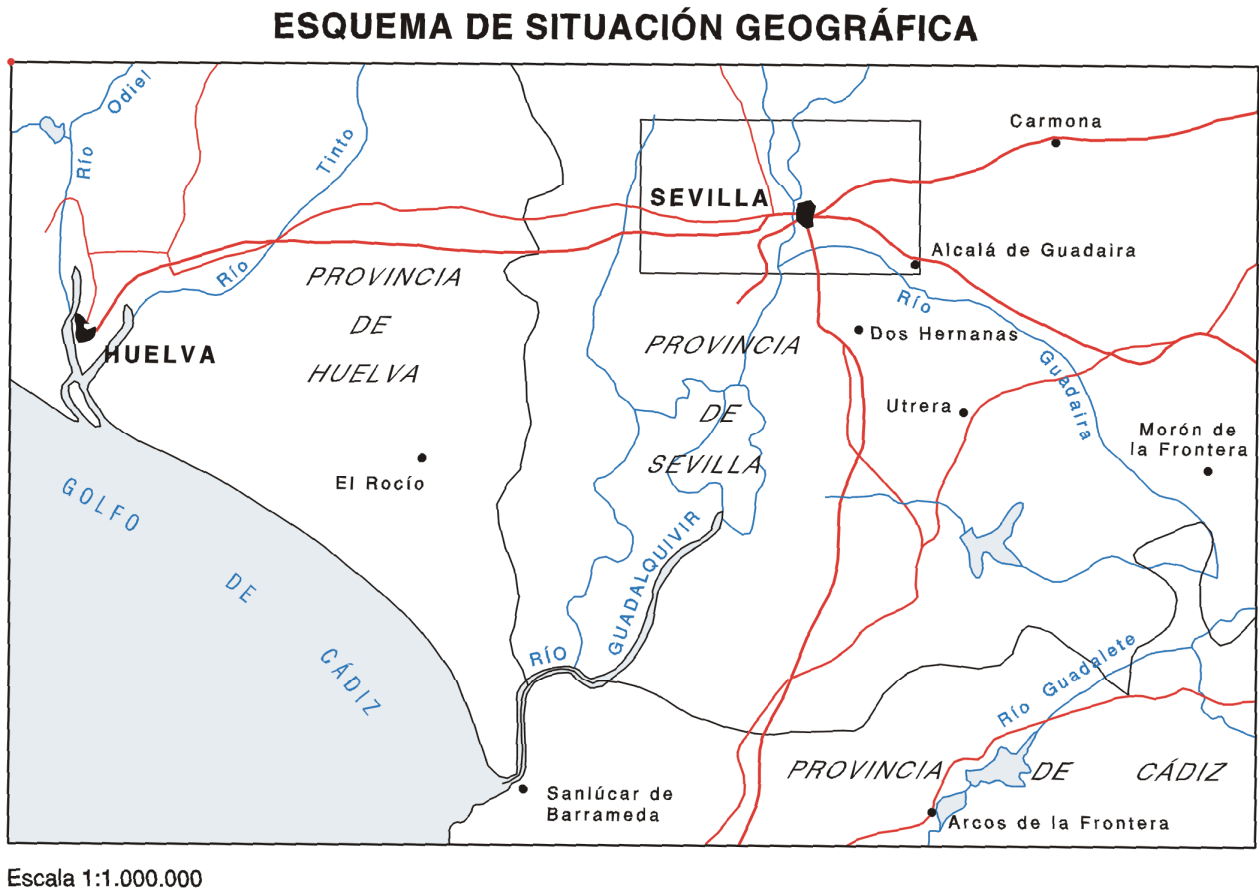 ESQUEMA DE SITUACIÓN GEOGRÁFICA
Odiel
Río
Tinto
Río
Carmona
SEVILLA
Alcalá de Guadaira
Río
Guadaira
PROVINCIA
DE
HUELVA
HUELVA
Dos Hernanas
PROVINCIA
DE
SEVILLA
Utrera
Morón de
la Frontera
El Rocío
GOLFO
DE
CÁDIZ
RÍO
GUADALQUIVIR
Río Guadalete
PROVINCIA DE CÁDIZ
Sanlúcar de
Barrameda
Arcos de la Frontera
Escala 1:1.000.000